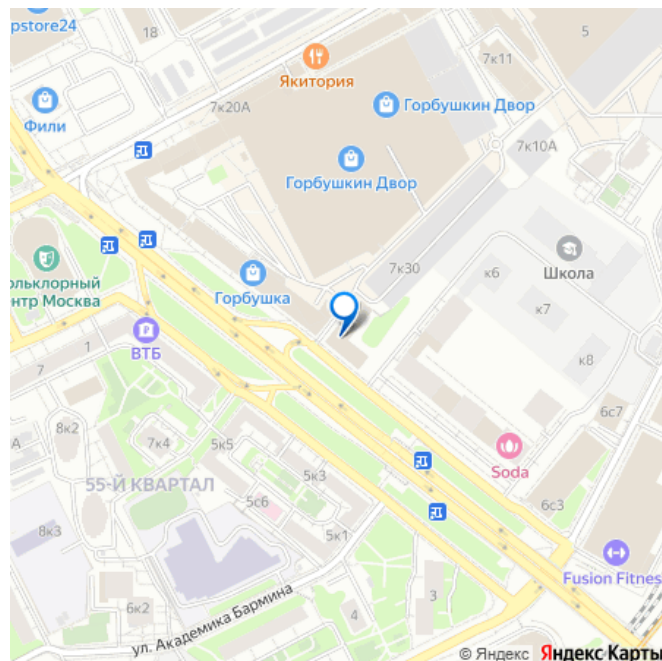 pstore24
18
5
Якитория
7к11
Фили
7к20А
Горбушкин Двор
7к10А
Горбушкин Двор
ольклорный
нтр Москва
Горбушка
7к30
к6
Школа
к7
ВТБ
1
7
к8
8к2
А
7к4
5к5
6с7
5к3
Soda
55-Й КВАРТАЛ
5с6
6с3
8к3
5к1
Fusion Fitnes
6к2
ул. Академика Бармина
4
3
© Яндекс Яндекс Карты